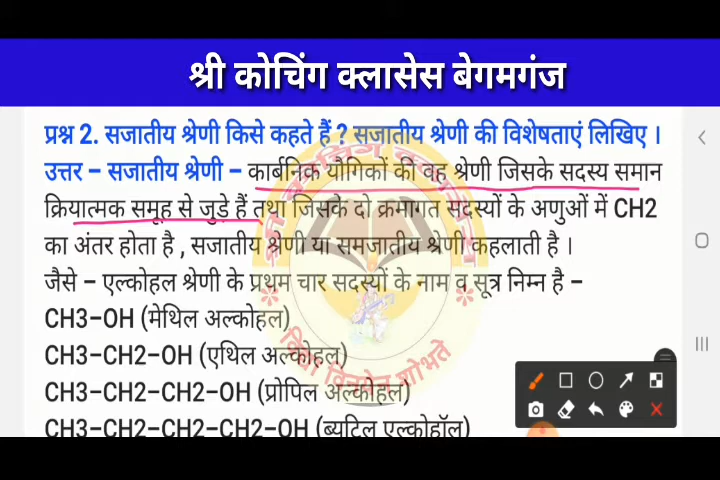 श्री कोचिंग क्लासेस बेगमगंज
प्रश्न 2. सजातीय श्रेणी किसे कहते हैं ? सजातीय श्रेणी की विशेषताएं लिखिए ।
उत्तर – सजातीय श्रेणी – कार्बनिक यौगिकों की वह श्रेणी जिसके सदस्य समान
क्रियात्मक समूह से जुडे हैं तथा जिसके दो क्रमागत सदस्यों के अणुओं में CH2
का अंतर होता है , सजातीय श्रेणी या समजातीय श्रेणी कहलाती है ।
जैसे – एल्कोहल श्रेणी के प्रथम चार सदस्यों के नाम व सूत्र निम्न है –
CH3–OH (मेथिल अल्कोहल)
CH3–CH2–OH (एथिल अल्कोहल)
CH3–CH2–CH2–OH (प्रोपिल अल्कोहल)
CH3–CH2–CH2–CH2–OH (ब्यूटिल एल्कोहॉल)